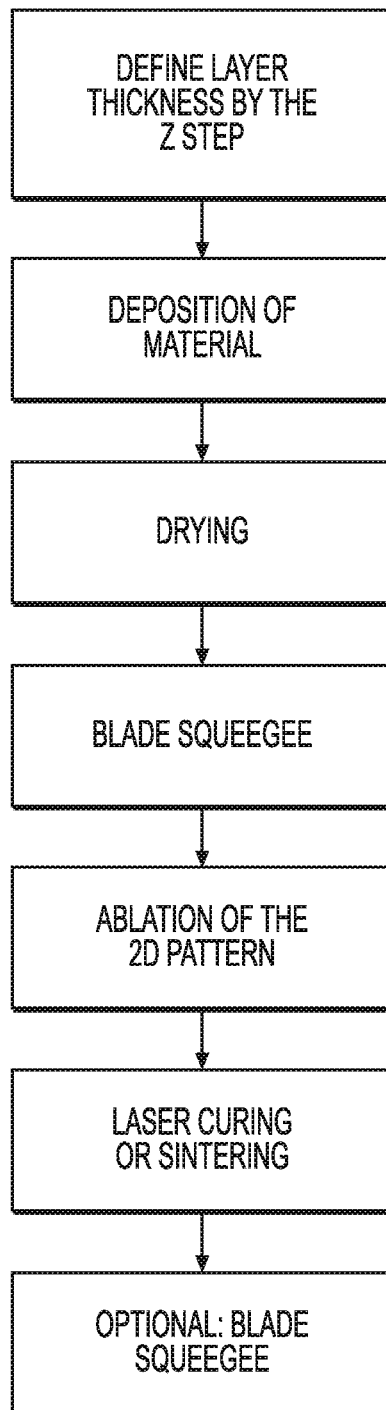 DEFINE LAYER
THICKNESS BY THE
Z STEP
DEPOSITION OF
MATERIAL
DRYING
BLADE SQUEEGEE
ABLATION OF THE
2D PATTERN
LASER CURING
OR SINTERING
OPTIONAL: BLADE
SQUEEGEE